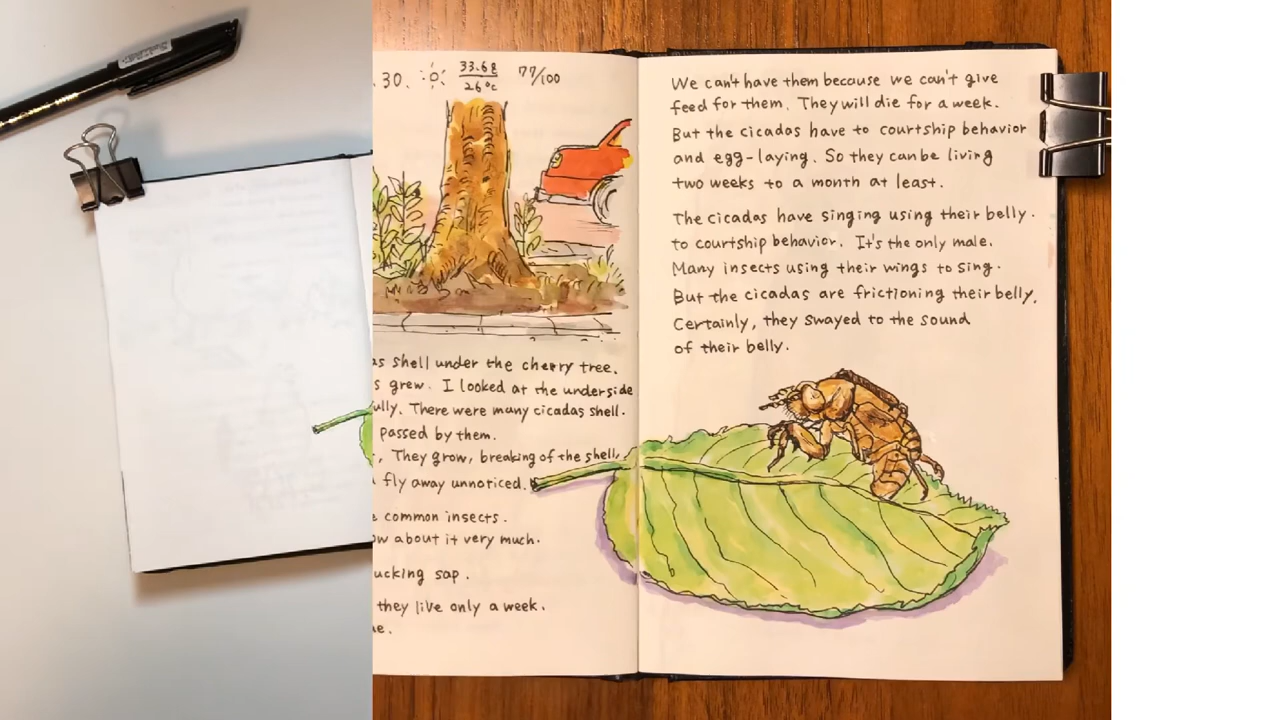 .30.
33.68
26°c
77/100
as shell under the cherry tree.
s grew. I looked at the underside
ully. There were many cicadas shell.
passed by them.
, They grow, breaking of the shell,
fly away unnoticed.
e common insects.
ow about it very much.
ucking sap.
they live only a week.
ue.
We can't have them because we can't give
feed for them. They will die for a week.
But the cicadas have to courtship behavior
and egg-laying. So they can be living
two weeks to a month at least.
The cicadas have singing using their belly.
to courtship behavior. It's the only male.
Many insects using their wings to sing.
But the cicadas are frictioning their belly.
Certainly, they swayed to the sound
of their belly.